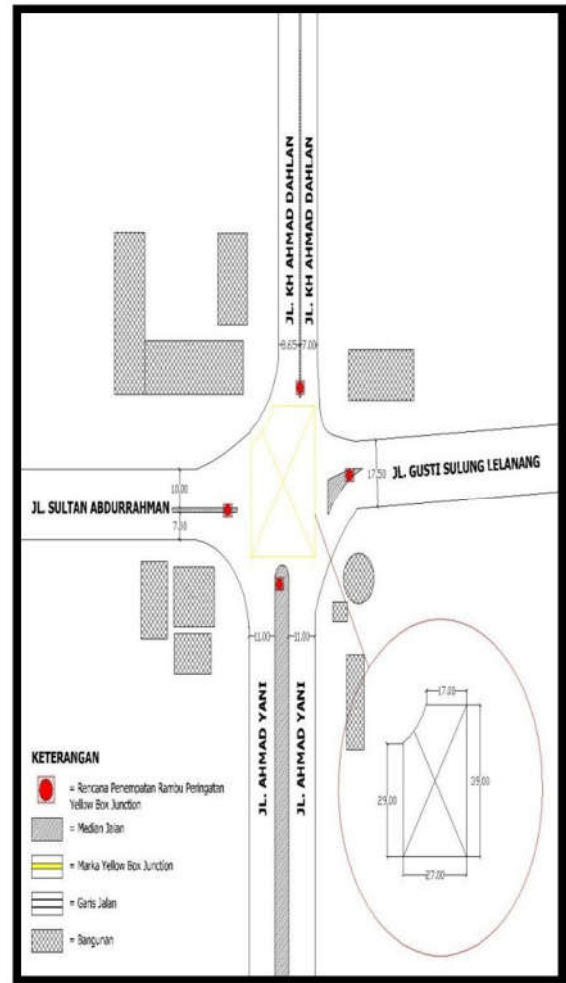 JL. KH AHMAD DAHLAN
JL. KH AHMAD DAHLAN
8.65
7.00
JL. SULTAN ABDURRAHMAN
10.00
7.00
17.50
JL. GUSTI SULUNG LELANANG
11.00
11.00
JL. AHMAD YANI
JL. AHMAD YANI
17.00
29.00
39.00
27.00
KETERANGAN
= Rencana Penempatan Rambu Peringatan
Yellow Box Junction
= Median Jalan
= Marka Yellow Box Junction
= Garis Jalan
= Bangunan